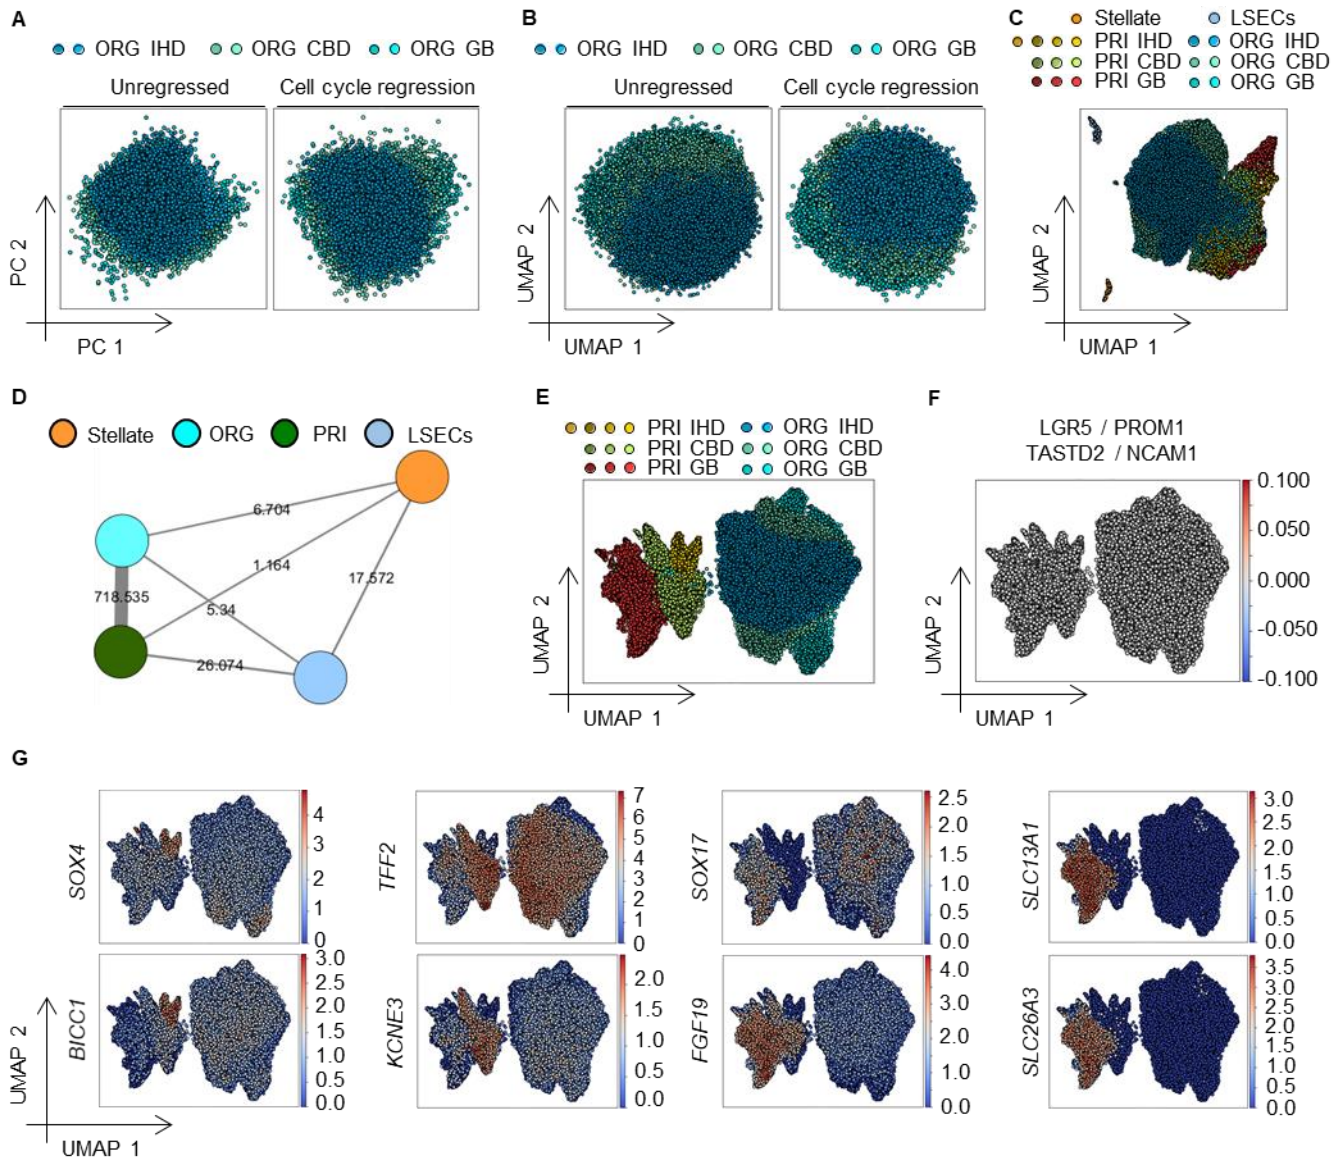 A
ORG IHD ORG CBD ORG GB
Unregressed Cell cycle regression
PC 2
PC 1
B
ORG IHD ORG CBD ORG GB
Unregressed Cell cycle regression
UMAP 2
UMAP 1
C
Stellate LSECs
PRI IHD ORG IHD
PRI CBD ORG CBD
PRI GB ORG GB
UMAP 2
UMAP 1
D
Stellate ORG PRI LSECs
6.704
1.164
718.535
5.34
17.572
26.074
E
PRI IHD ORG IHD
PRI CBD ORG CBD
PRI GB ORG GB
UMAP 2
UMAP 1
F
LGR5 / PROM1
TASTD2 / NCAM1
0.100
0.050
0.000
-0.050
-0.100
UMAP 2
UMAP 1
G
SOX4
4
3
2
1
0
TFF2
7
6
5
4
3
2
1
0
SOX17
2.5
2.0
1.5
1.0
0.5
0.0
SLC13A1
3.0
2.5
2.0
1.5
1.0
0.5
0.0
BICC1
3.0
2.5
2.0
1.5
1.0
0.5
0.0
KCNE3
2.0
1.5
1.0
0.5
0.0
FGF19
4.0
3.0
2.0
1.0
0.0
SLC26A3
3.5
3.0
2.5
2.0
1.5
1.0
0.5
0.0
UMAP 2
UMAP 1